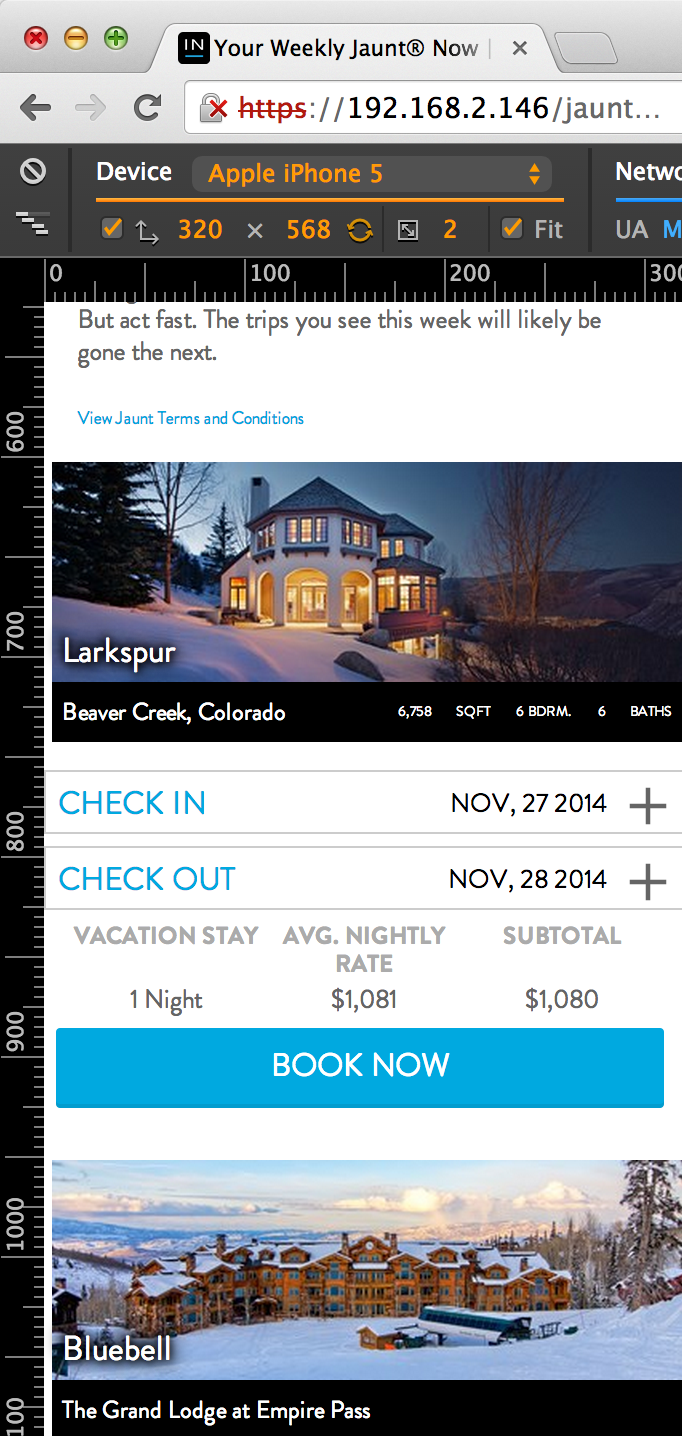 IN Your Weekly Jaunt® Now
https://192.168.2.146/jaunt...
Device Apple iPhone 5
320 × 568 2 Fit UA
0 100 200 300
But act fast. The trips you see this week will likely be
gone the next.
View Jaunt Terms and Conditions
600
Larkspur
700
Beaver Creek, Colorado 6,758 SQFT 6 BDRM. 6 BATHS
CHECK IN NOV, 27 2014
800
CHECK OUT NOV, 28 2014
VACATION STAY AVG. NIGHTLY SUBTOTAL
RATE
1 Night $1,081 $1,080
900
BOOK NOW
1000
Bluebell
The Grand Lodge at Empire Pass